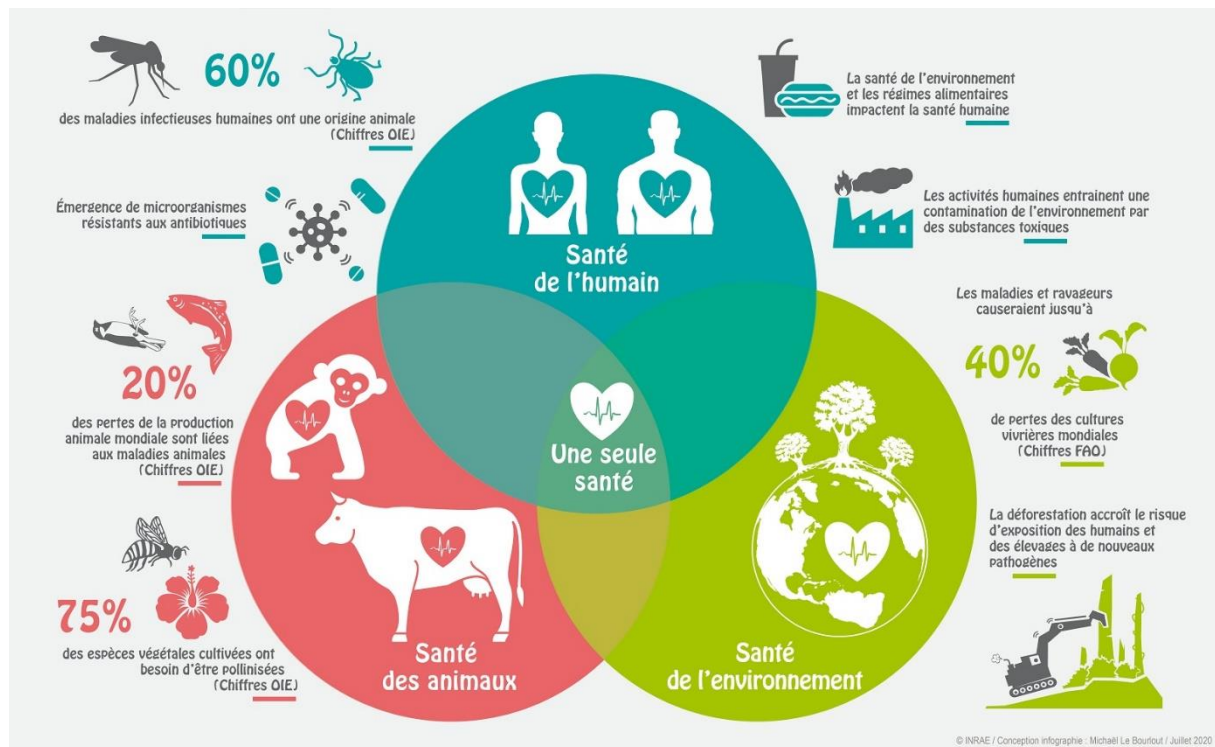 60%
des maladies infectieuses humaines ont une origine animale
(Chiffres OIE)
Émergence de microorganismes
résistants aux antibiotiques
20%
des pertes de la production
animale mondiale sont liées
aux maladies animales
(Chiffres OIE)
75%
des espèces végétales cultivées ont
besoin d'être pollinisées
(Chiffres OIE)
Santé
de l'humain
Une seule
santé
Santé
des animaux
Santé
de l'environnement
La santé de l'environnement
et les régimes alimentaires
impactent la santé humaine
Les activités humaines entrainent une
contamination de l'environnement par
des substances toxiques
Les maladies et ravageurs
causeraient jusqu'à
40%
de pertes des cultures
vivrières mondiales
(Chiffres FAO)
La déforestation accroît le risque
d'exposition des humains et
des élevages à de nouveaux
pathogènes
© INRAE / Conception infographie : Michaël Le Bourlout / Juillet 2020